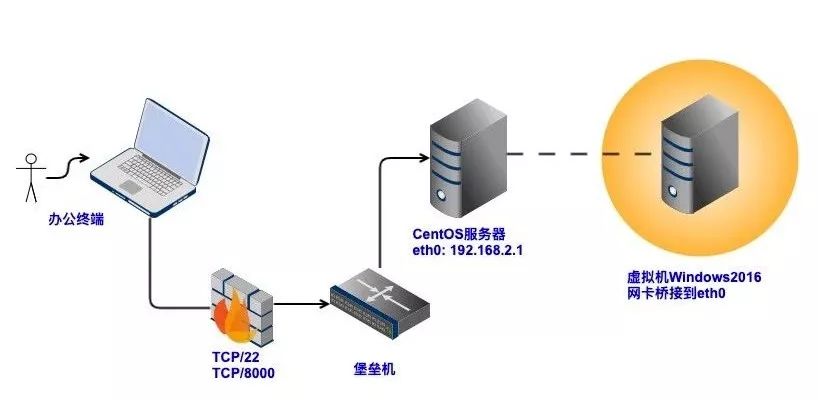 办公终端
CentOS服务器
eth0: 192.168.2.1
虚拟机Windows2016
网卡桥接到eth0
TCP/22
TCP/8000
堡垒机